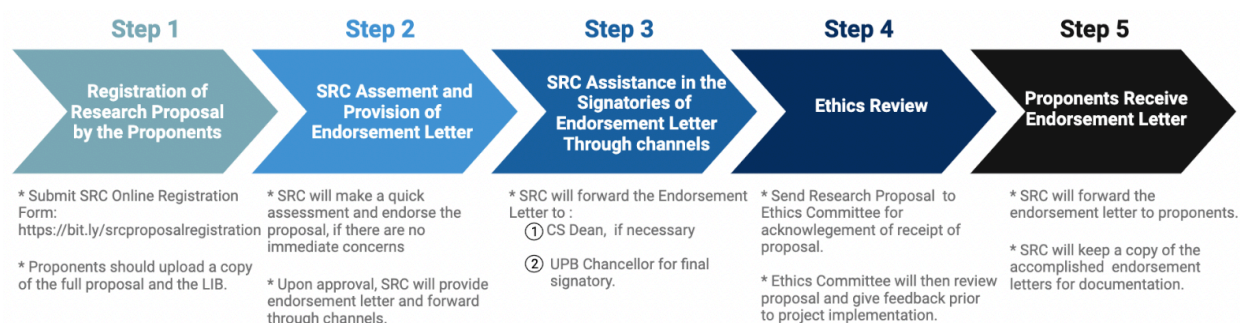 Step 1
Step 2
Step 3
Step 4
Step 5
Registration of
Research Proposal
by the Proponents
SRC Assement and
Provision of
Endorsement Letter
SRC Assistance in the
Signatories of
Endorsement Letter
Through channels
Ethics Review
Proponents Receive
Endorsement Letter
* Submit SRC Online Registration
Form:
https://bit.ly/srcproposalregistration
* Proponents should upload a copy
of the full proposal and the LIB.
* SRC will make a quick
assessment and endorse the
proposal, if there are no
immediate concerns
* Upon approval, SRC will provide
endorsement letter and forward
through channels.
* SRC will forward the Endorsement
Letter to :
1 CS Dean, if necessary
2 UPB Chancellor for final
signatory.
* Send Research Proposal to
Ethics Committee for
acknowlegement of receipt of
proposal.
* Ethics Committee will then review
proposal and give feedback prior
to project implementation.
* SRC will forward the
endorsement letter to proponents.
* SRC will keep a copy of the
accomplished endorsement
letters for documentation.